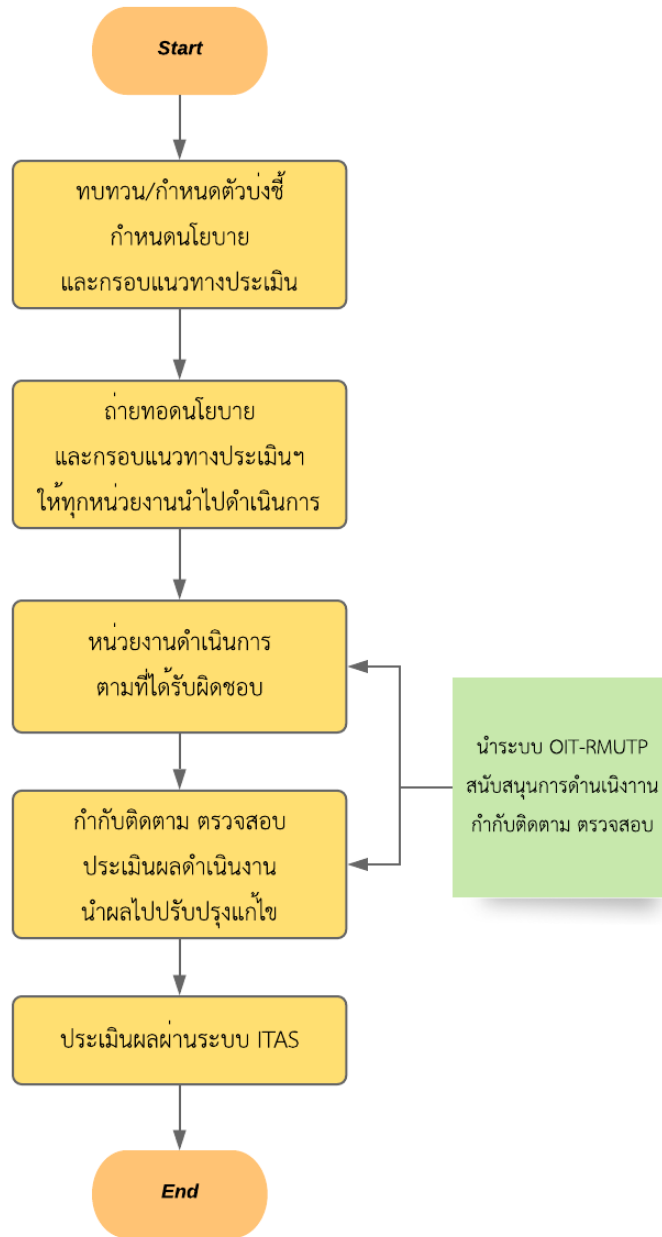 Start
ทบทวน/กำหนดตัวบ่งชี้
กำหนดนโยบาย
และกรอบแนวทางประเมิน
ถ่ายทอดนโยบาย
และกรอบแนวทางประเมินฯ
ให้ทุกหน่วยงานนำไปดำเนินการ
หน่วยงานดำเนินการ
ตามที่ได้รับผิดชอบ
นำระบบ OIT-RMUTP
สนับสนุนการดำนเนิงาาน
กำกับติดตาม ตรวจสอบ
กำกับติดตาม ตรวจสอบ
ประเมินผลดำเนินงาน
นำผลไปปรับปรุงแก้ไข
ประเมินผลผ่านระบบ ITAS
End